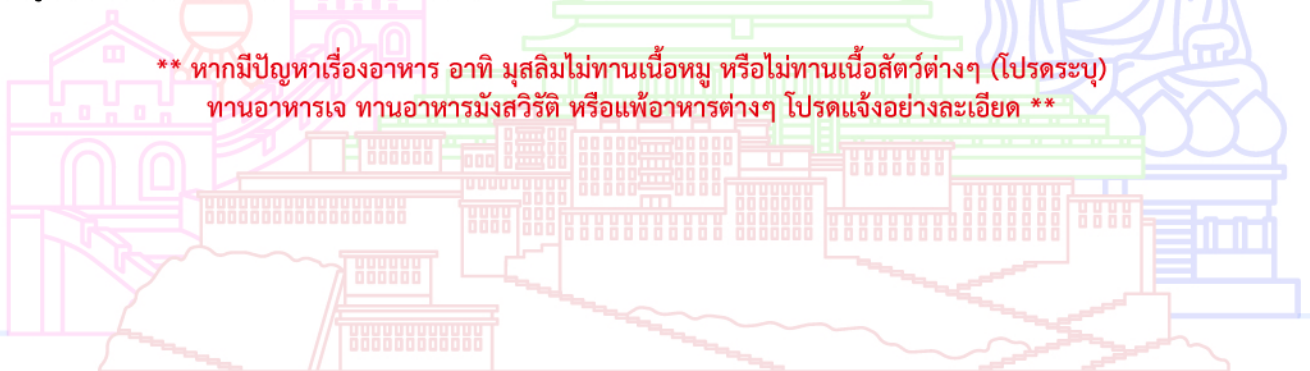 ** หากมีปัญหาเรื่องอาหาร อาทิ มุสลิมไม่ทานเนื้อหมู หรือไม่ทานเนื้อสัตว์ต่างๆ (โปรดระบุ)
ทานอาหารเจ ทานอาหารมังสวิรัติ หรือแพ้อาหารต่างๆ โปรดแจ้งอย่างละเอียด **